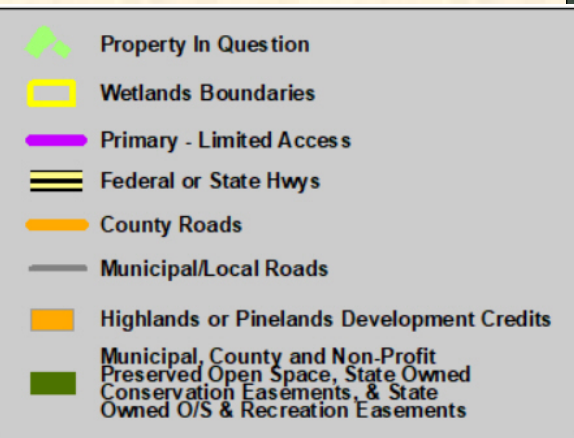 Property In Question
Wetlands Boundaries
Primary - Limited Access
Federal or State Hwys
County Roads
Municipal/Local Roads
Highlands or Pinelands Development Credits
Municipal, County and Non-Profit
Preserved Open Space, State Owned
Conservation Easements, & State
Owned O/S & Recreation Easements